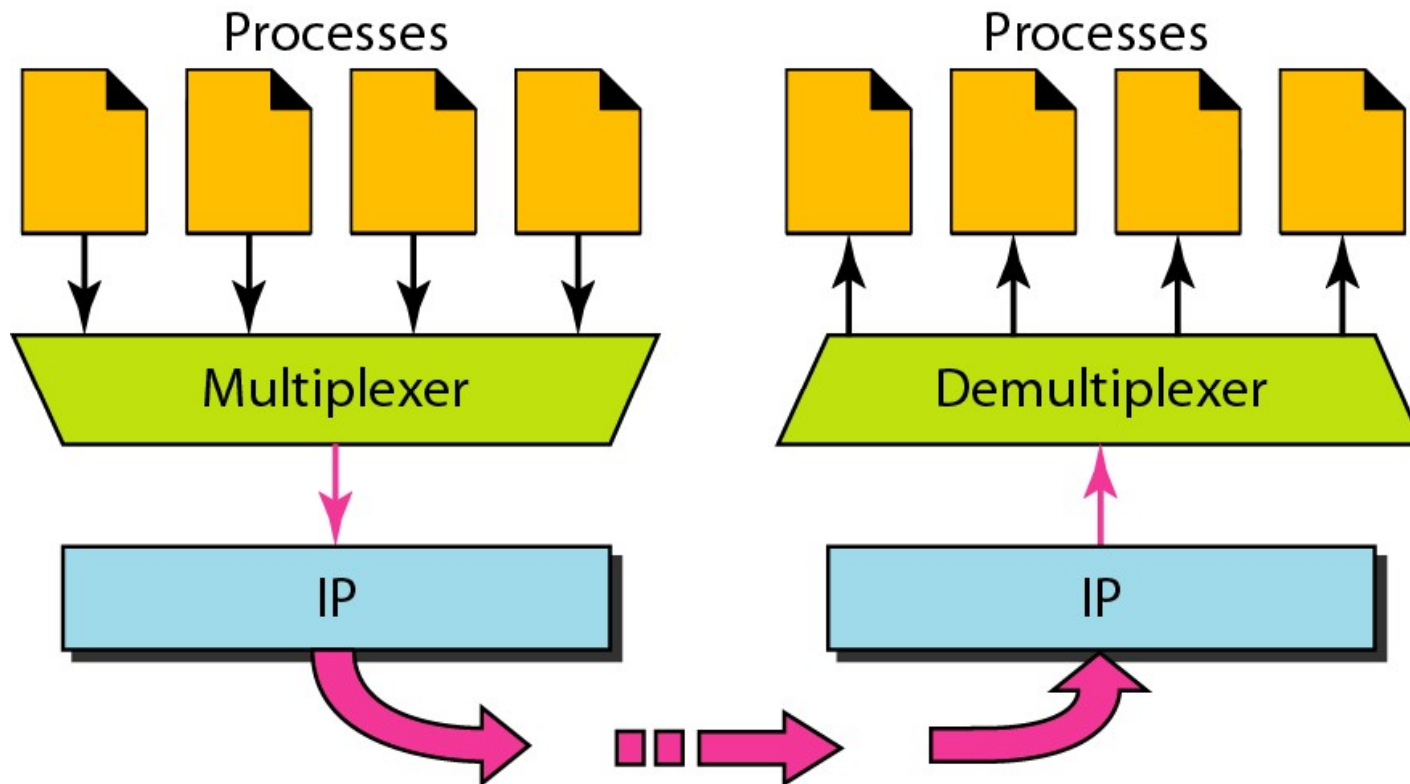 Processes
Processes
Multiplexer
Demultiplexer
IP
IP